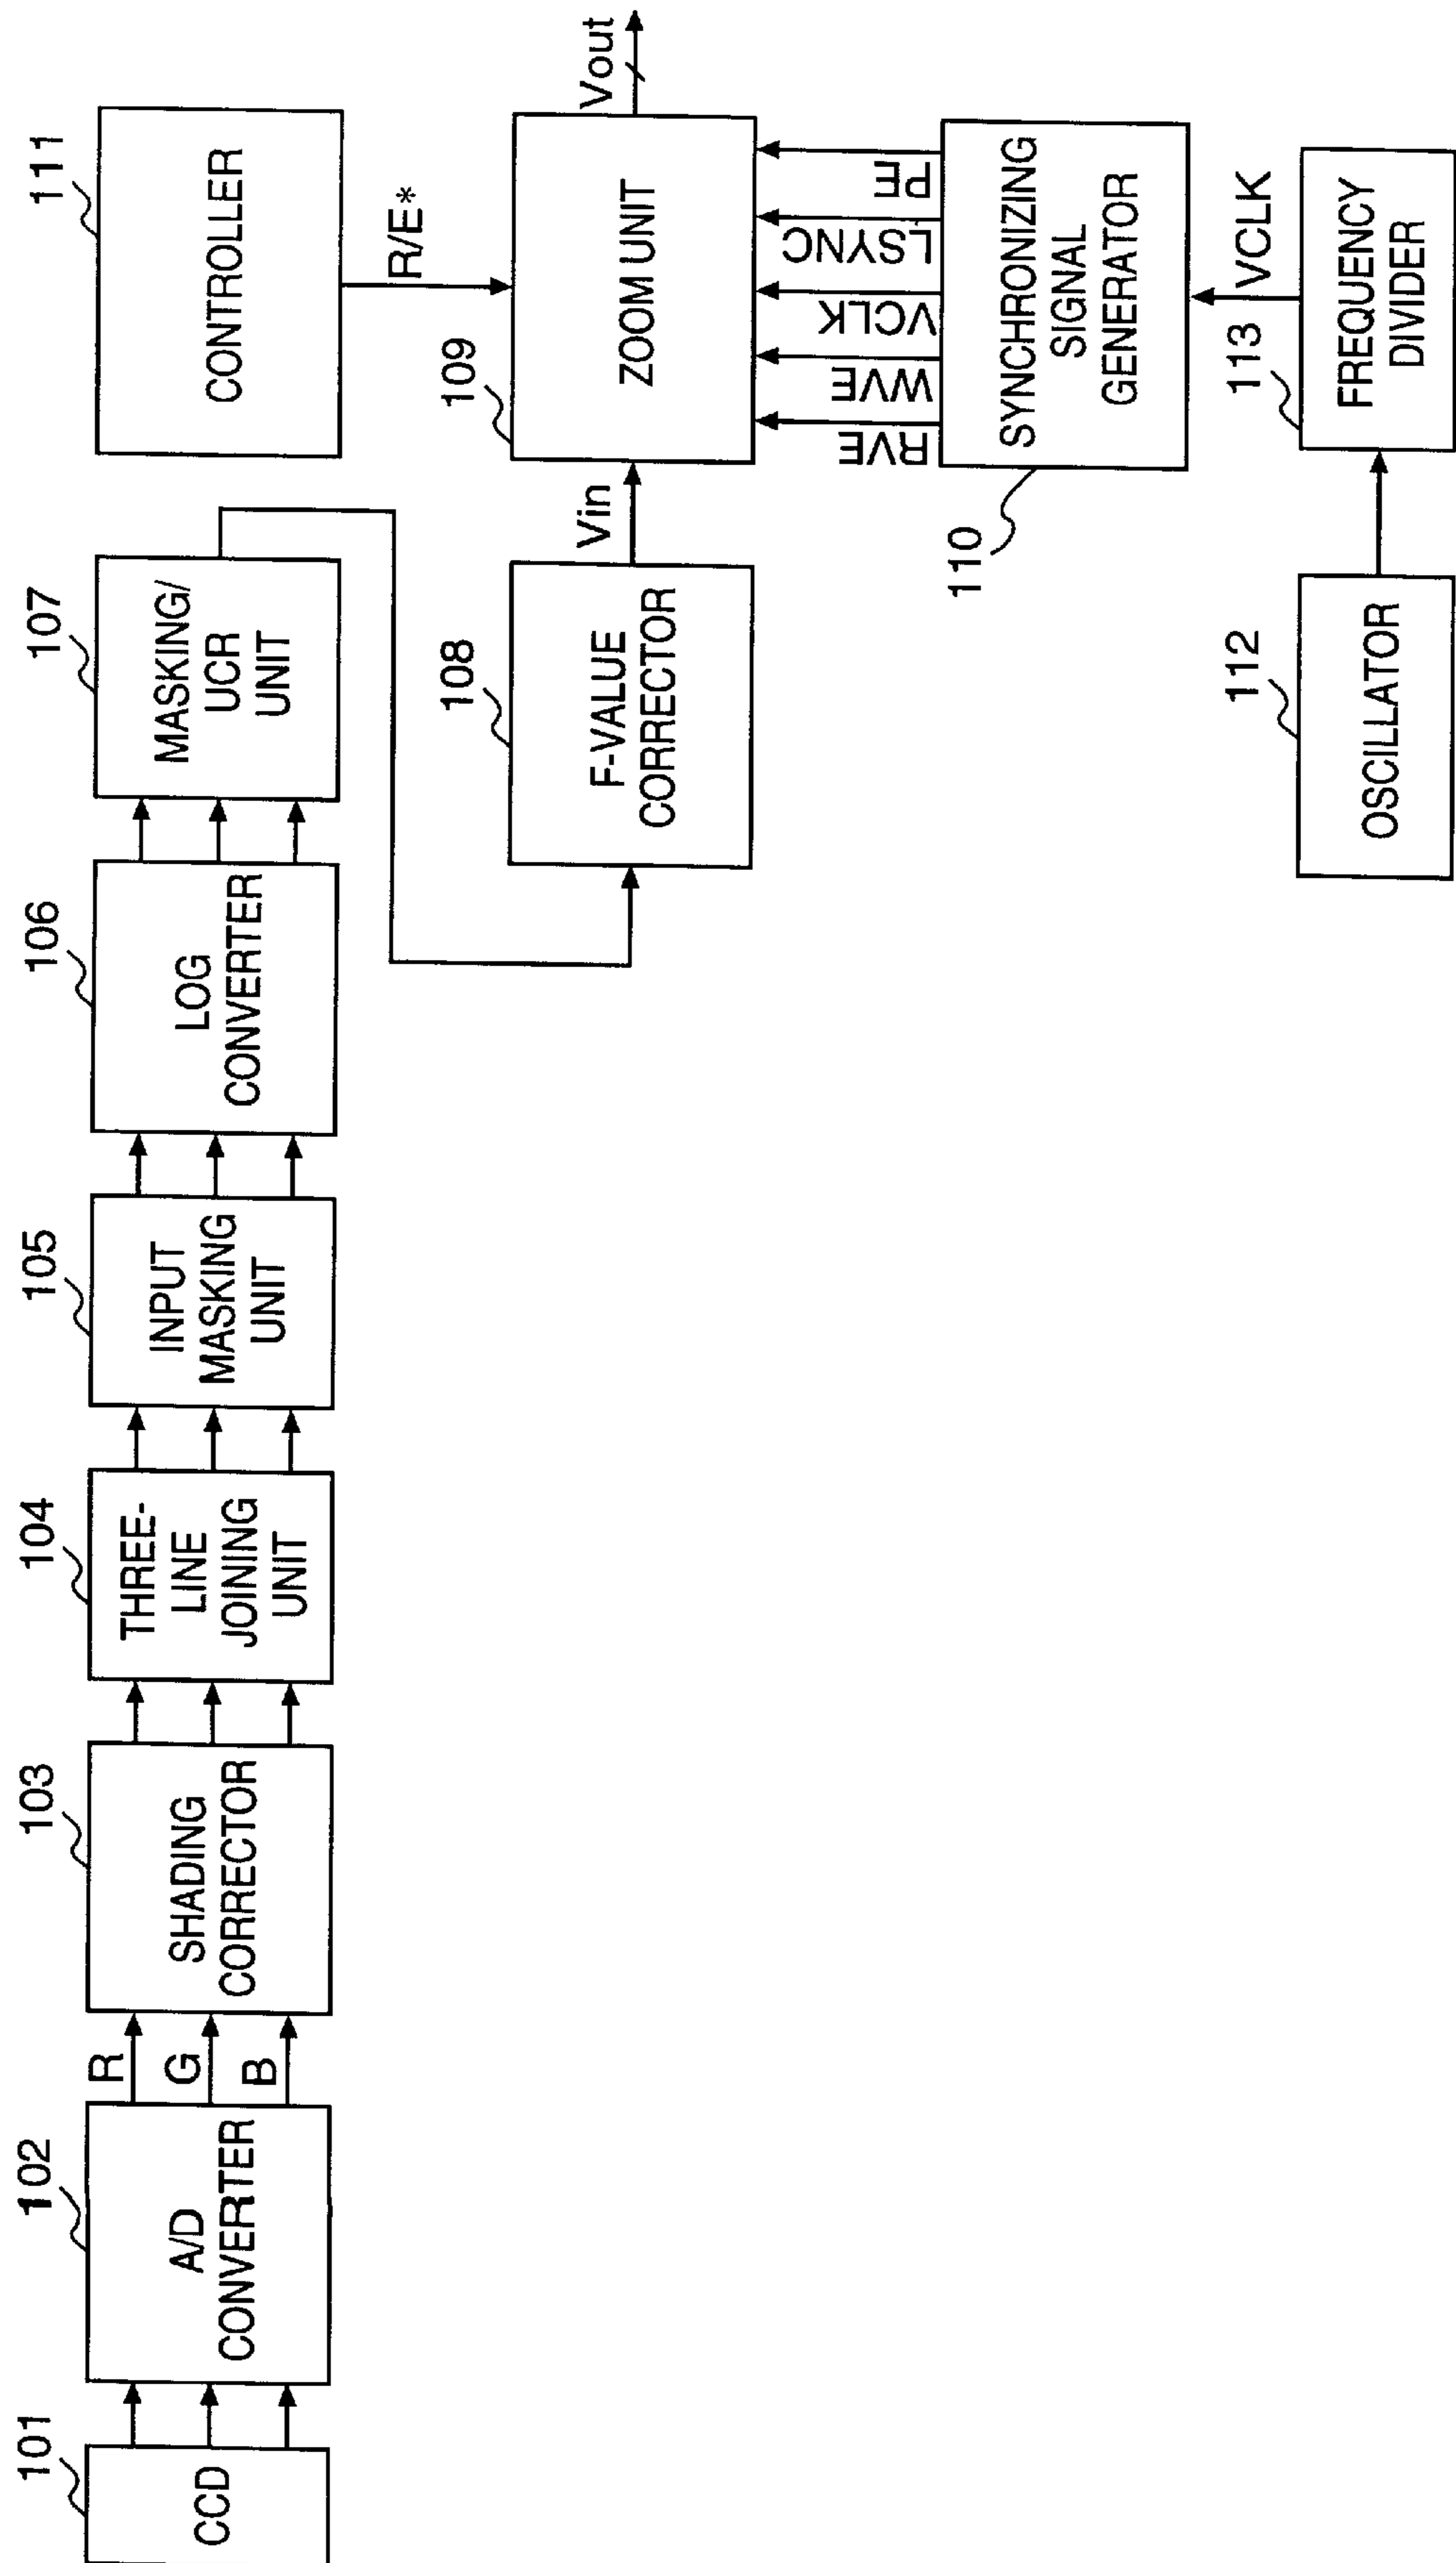 101
CCD
102
A/D
CONVERTER
R
G
B
103
SHADING
CORRECTOR
104
THREE-
LINE
JOINING
UNIT
105
INPUT
MASKING
UNIT
106
LOG
CONVERTER
107
MASKING/
UCR
UNIT
111
CONTROLLER
R/E*
108
F-VALUE
CORRECTOR
Vin
109
ZOOM UNIT
Vout
RVE
WVE
VCLK
LSYNC
PE
110
SYNCHRONIZING
SIGNAL
GENERATOR
VCLK
112
OSCILLATOR
113
FREQUENCY
DIVIDER